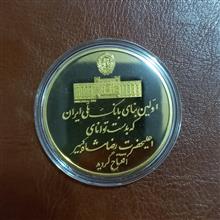 اولین بنای بانک ملی ایران
که بدست توانای
اعلیحضرت رضا شاه کبیر
افتتاح گردید